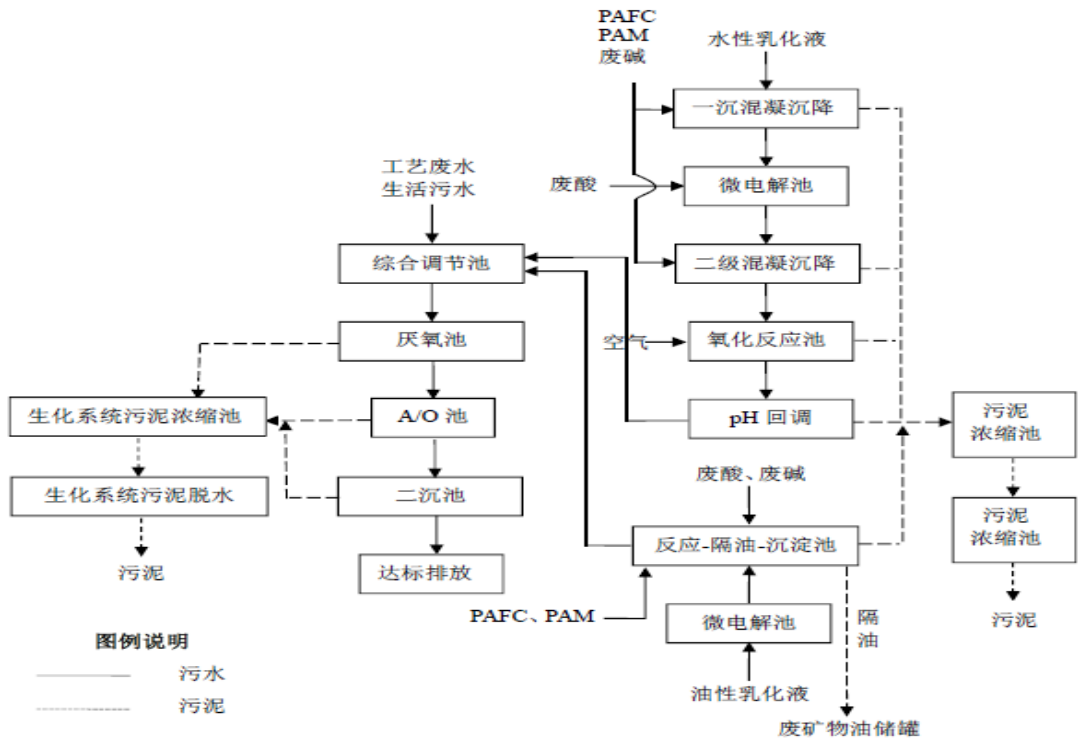 PAFC
PAM
废碱
水性乳化液
一沉混凝沉降
工艺废水
生活污水
废酸
微电解池
综合调节池
二级混凝沉降
厌氧池
空气
氧化反应池
生化系统污泥浓缩池
A/O 池
pH 回调
污泥
浓缩池
生化系统污泥脱水
二沉池
废酸、废碱
污泥
浓缩池
反应-隔油-沉淀池
污泥
达标排放
PAFC、PAM
微电解池
隔
油
污泥
图例说明
污水
污泥
油性乳化液
废矿物油储罐